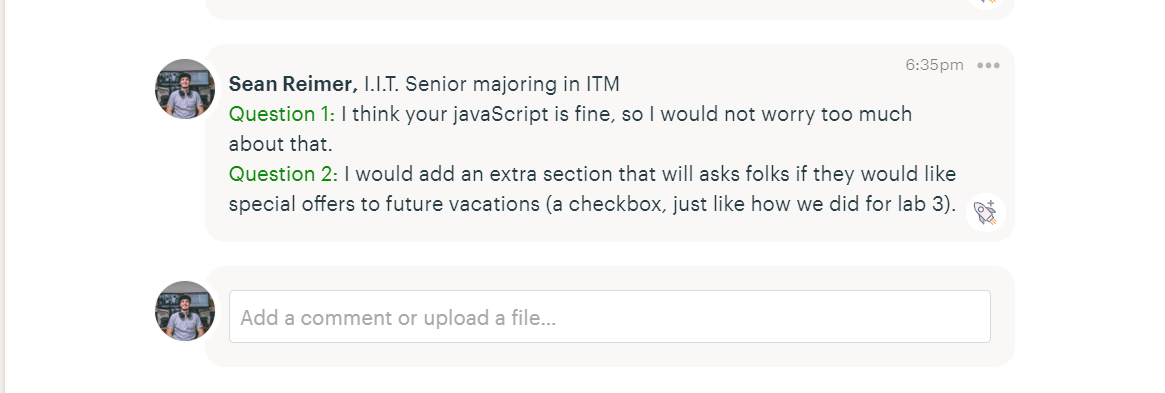 6:35pm
Sean Reimer, I.I.T. Senior majoring in ITM
Question 1: I think your javaScript is fine, so I would not worry too much
about that.
Question 2: I would add an extra section that will asks folks if they would like
special offers to future vacations (a checkbox, just like how we did for lab 3).
Add a comment or upload a file...